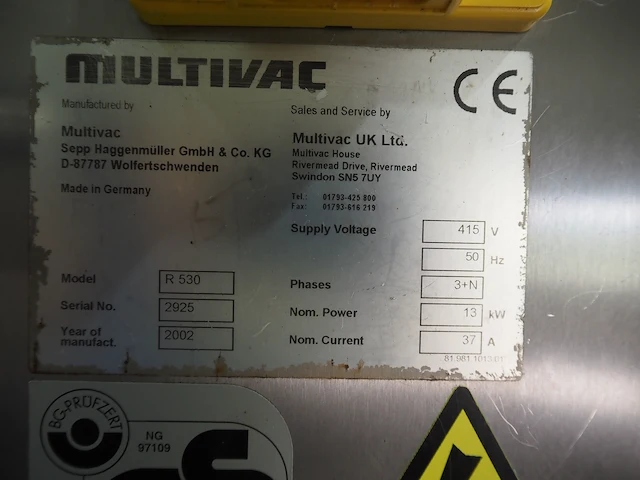 MULTIVAC
CE
Manufactured by
Multivac
Sepp Haggenmüller GmbH & Co. KG
D-87787 Wolfertschwenden
Made in Germany
Sales and Service by
Multivac UK Ltd.
Multivac House
Rivermead Drive, Rivermead
Swindon SN5 7UY
Tel.: 01793-425 800
Fax: 01793-616 219
Supply Voltage 415 V
50 Hz
Model R 530
Phases 3+N
Serial No. 2925
Nom. Power 13 kW
Year of
manufact. 2002
Nom. Current 37 A
81.981.1013.01
BG-PRÜFZERT
NG
97109
GS